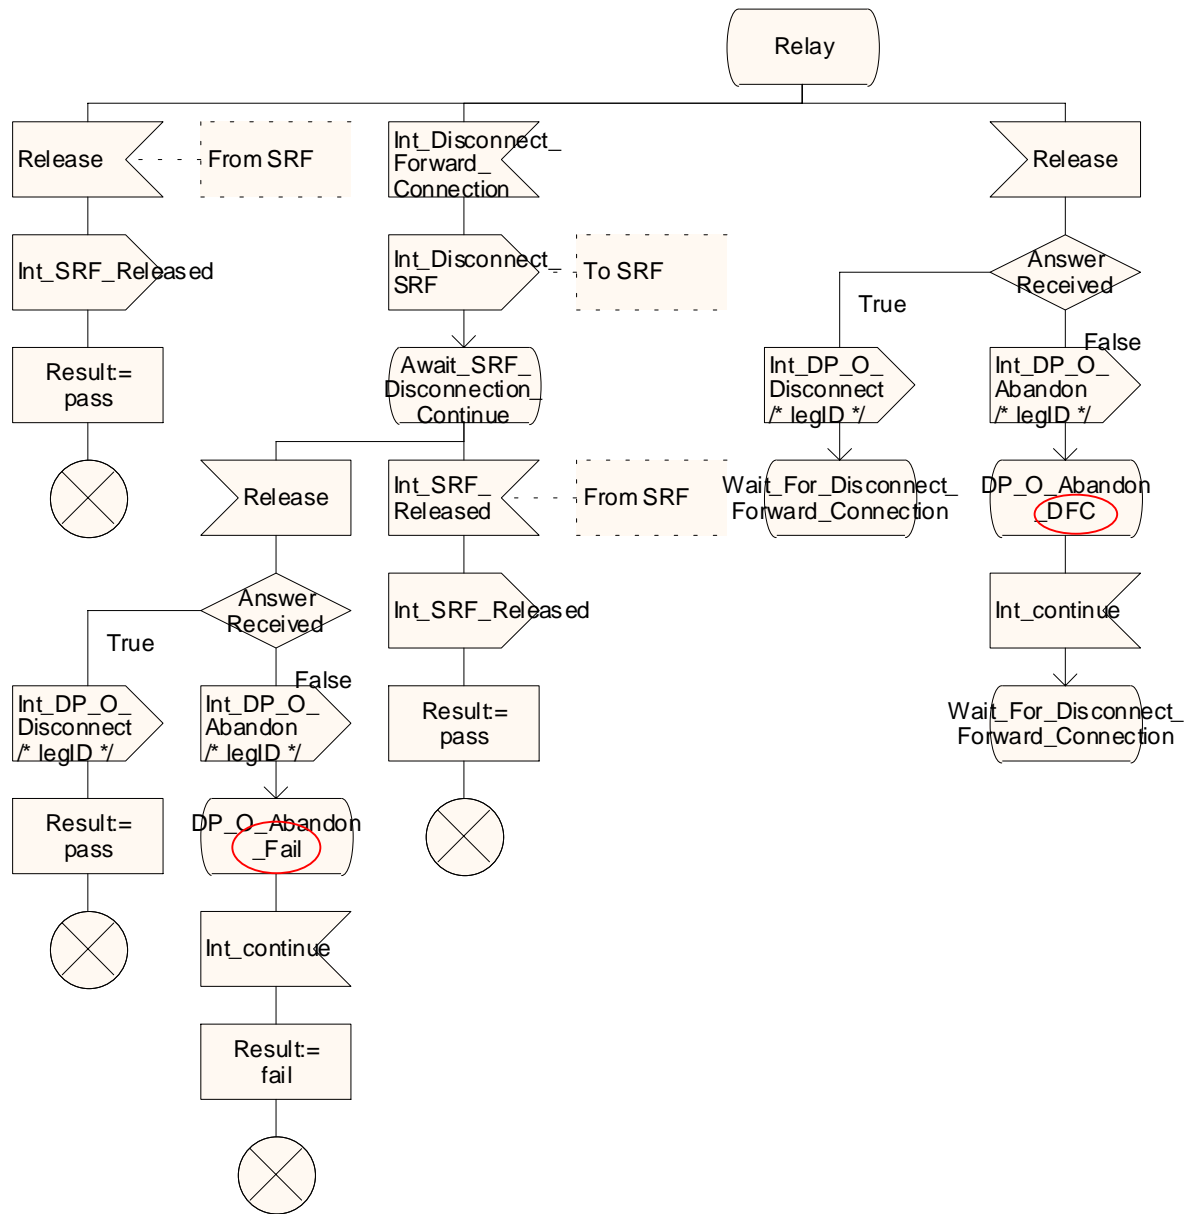 Relay
Release
From SRF
Int_Disconnect_
Forward_
Connection
Release
Int_SRF_Released
Int_Disconnect_
SRF
To SRF
Answer
Received
True
False
Result:=
pass
Await_SRF_
Disconnection_
Continue
Int_DP_O_
Disconnect
/* legID */
Int_DP_O_
Abandon
/* legID */
Release
Int_SRF_
Released
From SRF
Wait_For_Disconnect_
Forward_Connection
DP_O_Abandon
_DFC
Answer
Received
True
False
Int_SRF_Released
Int_continue
Int_DP_O_
Disconnect
/* legID */
Int_DP_O_
Abandon
/* legID */
Result:=
pass
Wait_For_Disconnect_
Forward_Connection
Result:=
pass
DP_O_Abandon
_Fail
Int_continue
Result:=
fail